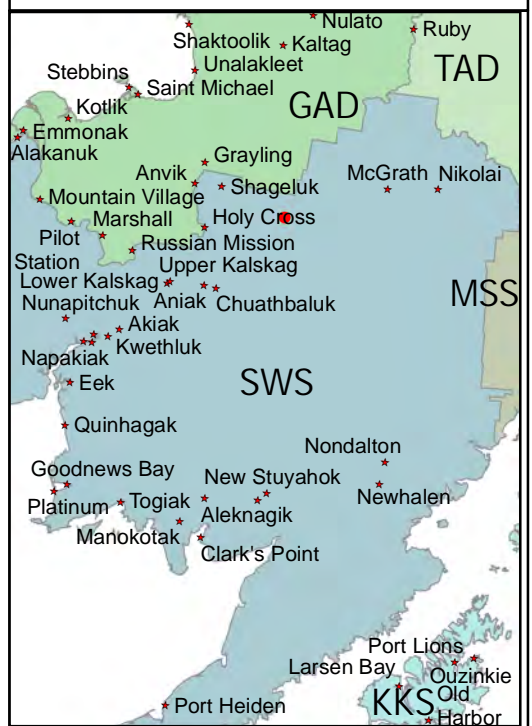 Nulato
Ruby
Shaktoolik
Kaltag
TAD
Stebbins
Unalakleet
Saint Michael
GAD
Kotlik
Emmonak
Alakanuk
Grayling
Anvik
Shageluk
McGrath
Nikolai
Mountain Village
Holy Cross
Marshall
Pilot
Station
Russian Mission
Upper Kalskag
Lower Kalskag
MSS
Nunapitchuk
Aniak
Chuathbaluk
Akiak
Kwethluk
Napakiak
SWS
Eek
Quinhagak
Nondalton
Goodnews Bay
New Stuyahok
Newhalen
Platinum
Togiak
Aleknagik
Manokotak
Clark's Point
Port Lions
Larsen Bay
Ouzinkie
KKS
Old
Harbor
Port Heiden